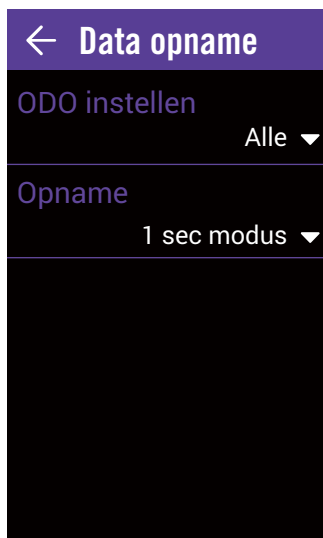 Data opname
ODO instellen
Alle
Opname
1 sec modus